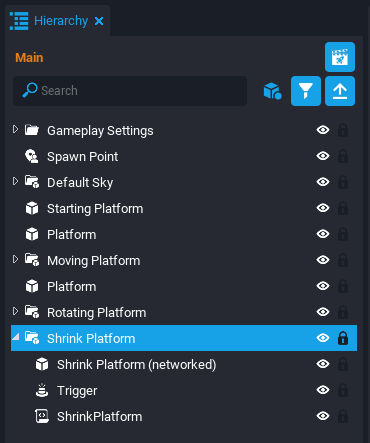 Hierarchy
Main
Search
Gameplay Settings
Spawn Point
Default Sky
Starting Platform
Platform
Moving Platform
Platform
Rotating Platform
Shrink Platform
Shrink Platform (networked)
Trigger
ShrinkPlatform